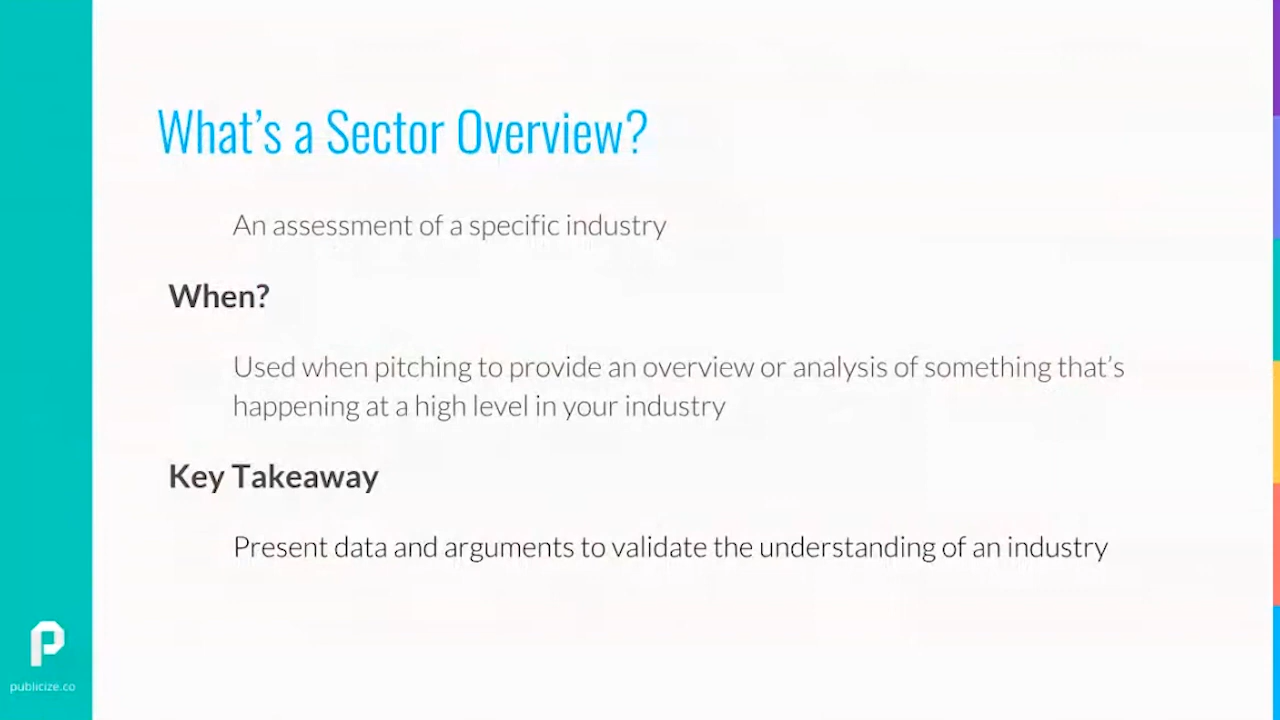 What's a Sector Overview?
An assessment of a specific industry
When?
Used when pitching to provide an overview or analysis of something that's
happening at a high level in your industry
Key Takeaway
Present data and arguments to validate the understanding of an industry
P
publicize.co